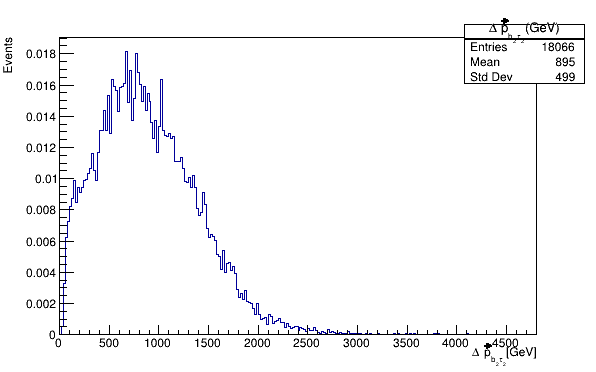 Δ p⃗_b₂τ₂ (GeV)
Entries 18066
Mean 895
Std Dev 499
Events
0.018
0.016
0.014
0.012
0.01
0.008
0.006
0.004
0.002
0
0 500 1000 1500 2000 2500 3000 3500 4000 4500
Δ p⃗_b₂τ₂ [GeV]